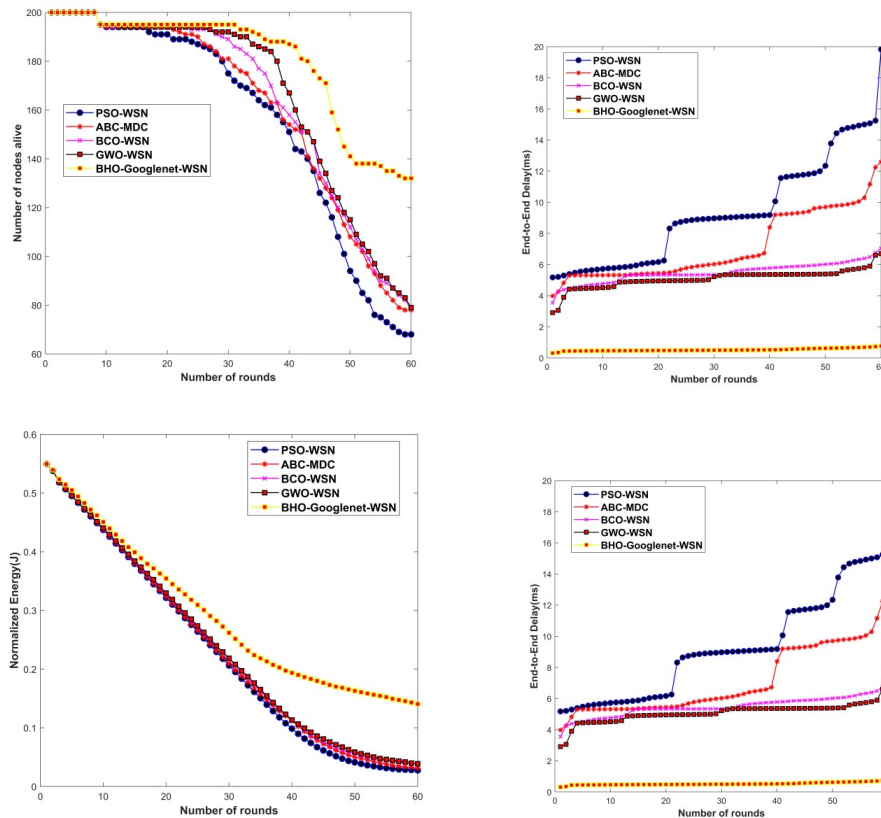 Number of nodes alive
200
180
160
140
120
100
80
60
PSO-WSN
ABC-MDC
BCO-WSN
GWO-WSN
BHO-Googlenet-WSN
0 10 20 30 40 50 60
Number of rounds
End-to-End Delay(ms)
20
18
16
14
12
10
8
6
4
2
0
PSO-WSN
ABC-MDC
BCO-WSN
GWO-WSN
BHO-Googlenet-WSN
0 10 20 30 40 50 60
Number of rounds
Normalized Energy(J)
0.6
0.5
0.4
0.3
0.2
0.1
0
PSO-WSN
ABC-MDC
BCO-WSN
GWO-WSN
BHO-Googlenet-WSN
0 10 20 30 40 50 60
Number of rounds
End-to-End Delay(ms)
20
18
16
14
12
10
8
6
4
2
0
PSO-WSN
ABC-MDC
BCO-WSN
GWO-WSN
BHO-Googlenet-WSN
0 10 20 30 40 50
Number of rounds